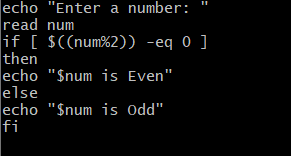 echo "Enter a number: "
read num
if [ $((num%2)) -eq 0 ]
then
echo "$num is Even"
else
echo "$num is Odd"
fi